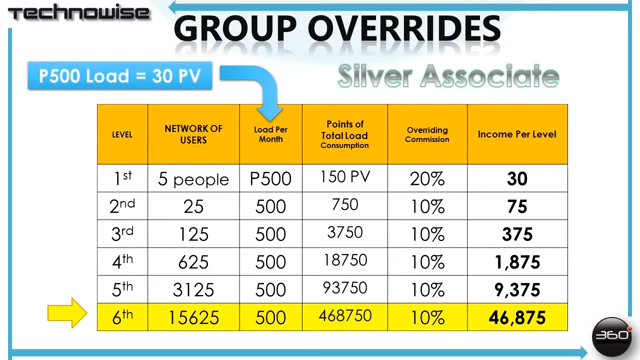 TECHNOWISE
GROUP OVERRIDES
P500 Load = 30 PV
Silver Associate
LEVEL NETWORK OF USERS Load Per Month Points of Total Load Consumption Overriding Commission Income Per Level
1st 5 people P500 150 PV 20% 30
2nd 25 500 750 10% 75
3rd 125 500 3750 10% 375
4th 625 500 18750 10% 1,875
5th 3125 500 93750 10% 9,375
6th 15625 500 468750 10% 46,875
360°